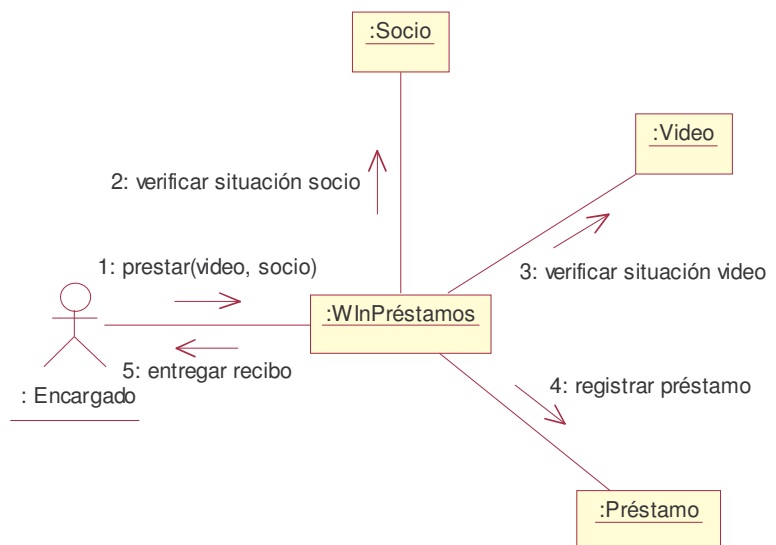 :Socio
:Video
2: verificar situación socio
1: prestar(video, socio)
3: verificar situación video
:WInPréstamos
5: entregar recibo
4: registrar préstamo
: Encargado
:Préstamo